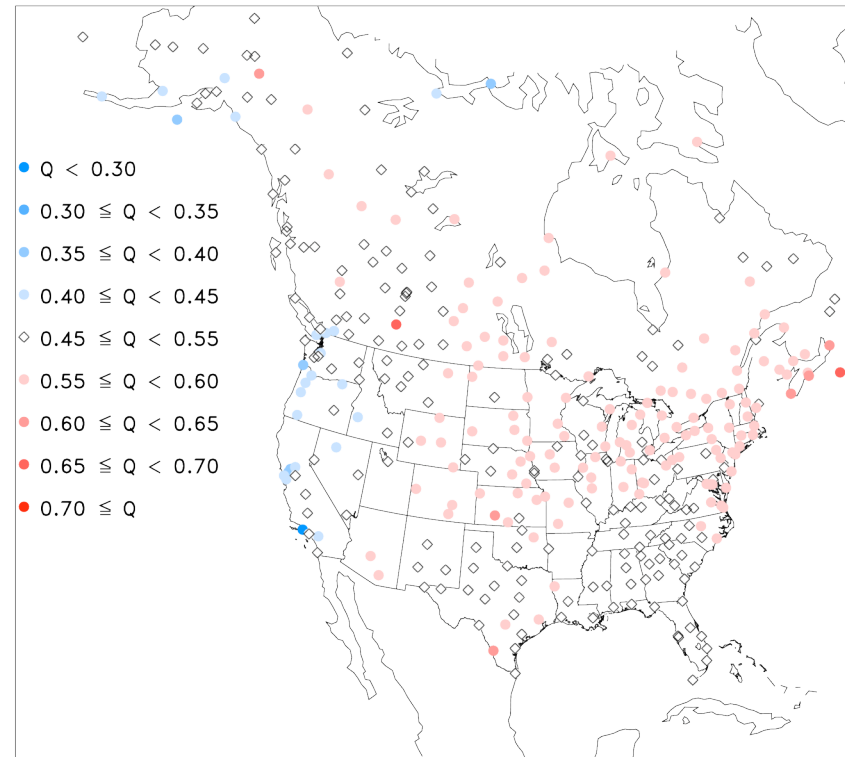 Q < 0.30
0.30 ≦ Q < 0.35
0.35 ≦ Q < 0.40
0.40 ≦ Q < 0.45
0.45 ≦ Q < 0.55
0.55 ≦ Q < 0.60
0.60 ≦ Q < 0.65
0.65 ≦ Q < 0.70
0.70 ≦ Q